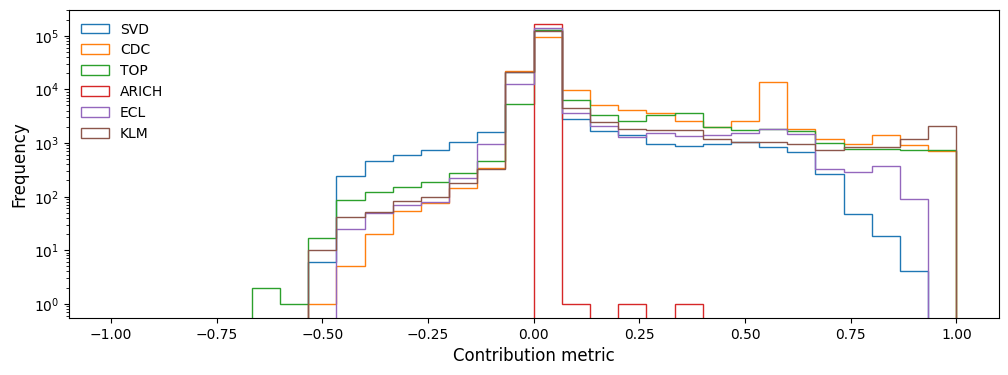 SVD
CDC
TOP
ARICH
ECL
KLM
Frequency
10⁵
10⁴
10³
10²
10¹
10⁰
−1.00 −0.75 −0.50 −0.25 0.00 0.25 0.50 0.75 1.00
Contribution metric